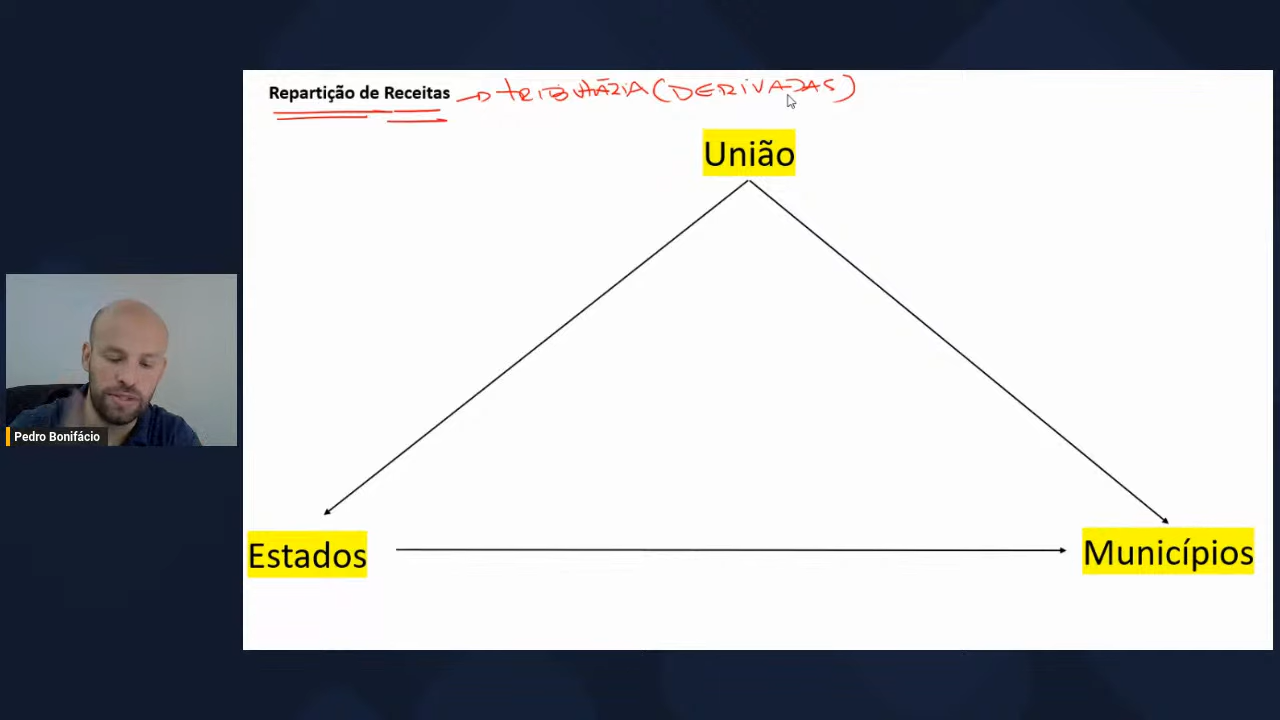 Repartição de Receitas → TRIBUTÁRIA (DERIVADAS)
União
Pedro Bonifácio
Estados
Municípios